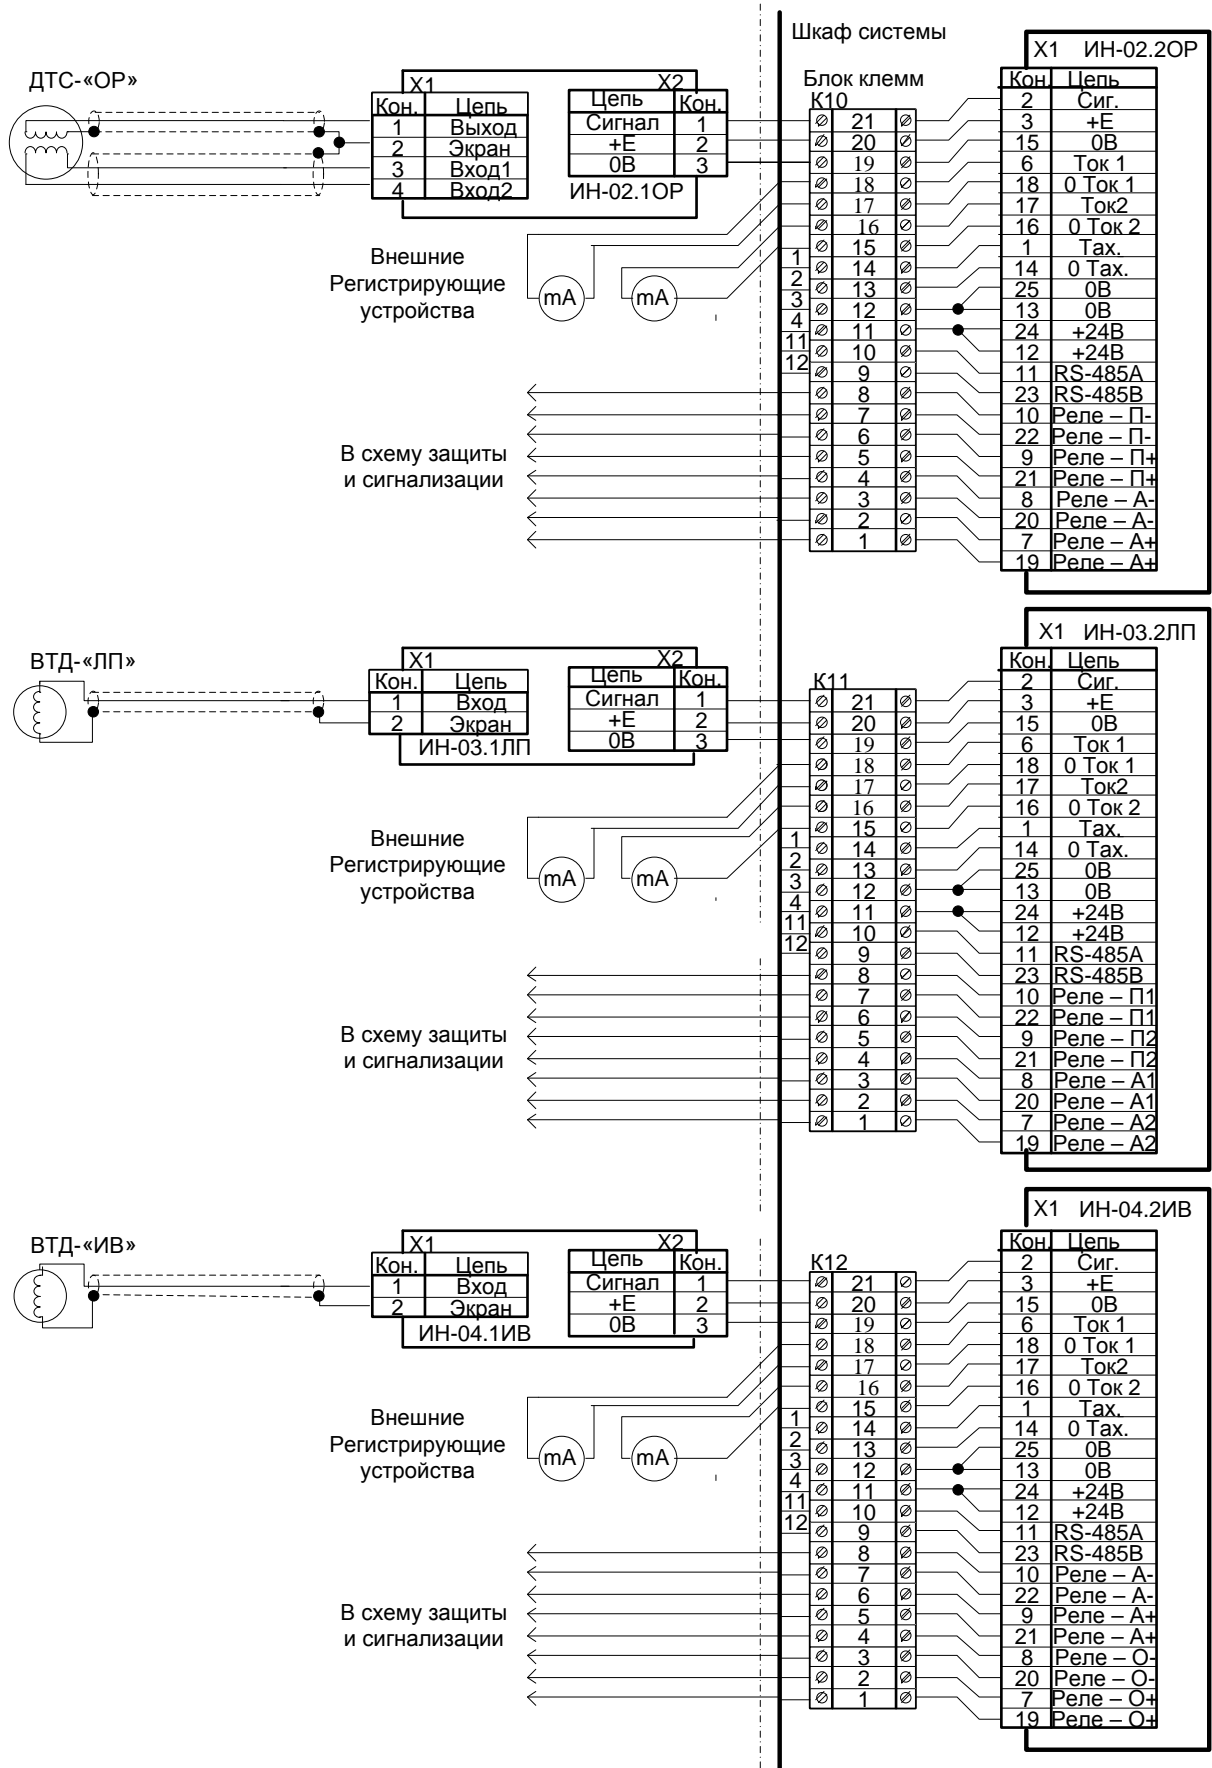 Шкаф системы
X1 ИН-02.2ОР
ДТС-«ОР»
X1
X2
Кон. Цепь
1 Выход
2 Экран
3 Вход1
4 Вход2
Цепь Кон.
Сигнал 1
+Е 2
0В 3
ИН-02.1ОР
Блок клемм
К10
21
20
19
18
17
16
15
14
13
12
11
10
9
8
7
6
5
4
3
2
1
1
2
3
4
11
12
Кон. Цепь
2 Сиг.
3 +Е
15 0В
6 Ток 1
18 0 Ток 1
17 Ток2
16 0 Ток 2
1 Тах.
14 0 Тах.
25 0В
13 0В
24 +24В
12 +24В
11 RS-485А
23 RS-485В
10 Реле – П-
22 Реле – П-
9 Реле – П+
21 Реле – П+
8 Реле – А-
20 Реле – А-
7 Реле – А+
19 Реле – А+
Внешние
Регистрирующие
устройства
mA
mA
В схему защиты
и сигнализации
X1 ИН-03.2ЛП
ВТД-«ЛП»
X1
X2
Кон. Цепь
1 Вход
2 Экран
ИН-03.1ЛП
Цепь Кон.
Сигнал 1
+Е 2
0В 3
К11
21
20
19
18
17
16
15
14
13
12
11
10
9
8
7
6
5
4
3
2
1
1
2
3
4
11
12
Кон. Цепь
2 Сиг.
3 +Е
15 0В
6 Ток 1
18 0 Ток 1
17 Ток2
16 0 Ток 2
1 Тах.
14 0 Тах.
25 0В
13 0В
24 +24В
12 +24В
11 RS-485А
23 RS-485В
10 Реле – П1
22 Реле – П1
9 Реле – П2
21 Реле – П2
8 Реле – А1
20 Реле – А1
7 Реле – А2
19 Реле – А2
Внешние
Регистрирующие
устройства
mA
mA
В схему защиты
и сигнализации
X1 ИН-04.2ИВ
ВТД-«ИВ»
X1
X2
Кон. Цепь
1 Вход
2 Экран
ИН-04.1ИВ
Цепь Кон.
Сигнал 1
+Е 2
0В 3
К12
21
20
19
18
17
16
15
14
13
12
11
10
9
8
7
6
5
4
3
2
1
1
2
3
4
11
12
Кон. Цепь
2 Сиг.
3 +Е
15 0В
6 Ток 1
18 0 Ток 1
17 Ток2
16 0 Ток 2
1 Тах.
14 0 Тах.
25 0В
13 0В
24 +24В
12 +24В
11 RS-485А
23 RS-485В
10 Реле – А-
22 Реле – А-
9 Реле – А+
21 Реле – А+
8 Реле – О-
20 Реле – О-
7 Реле – О+
19 Реле – О+
Внешние
Регистрирующие
устройства
mA
mA
В схему защиты
и сигнализации